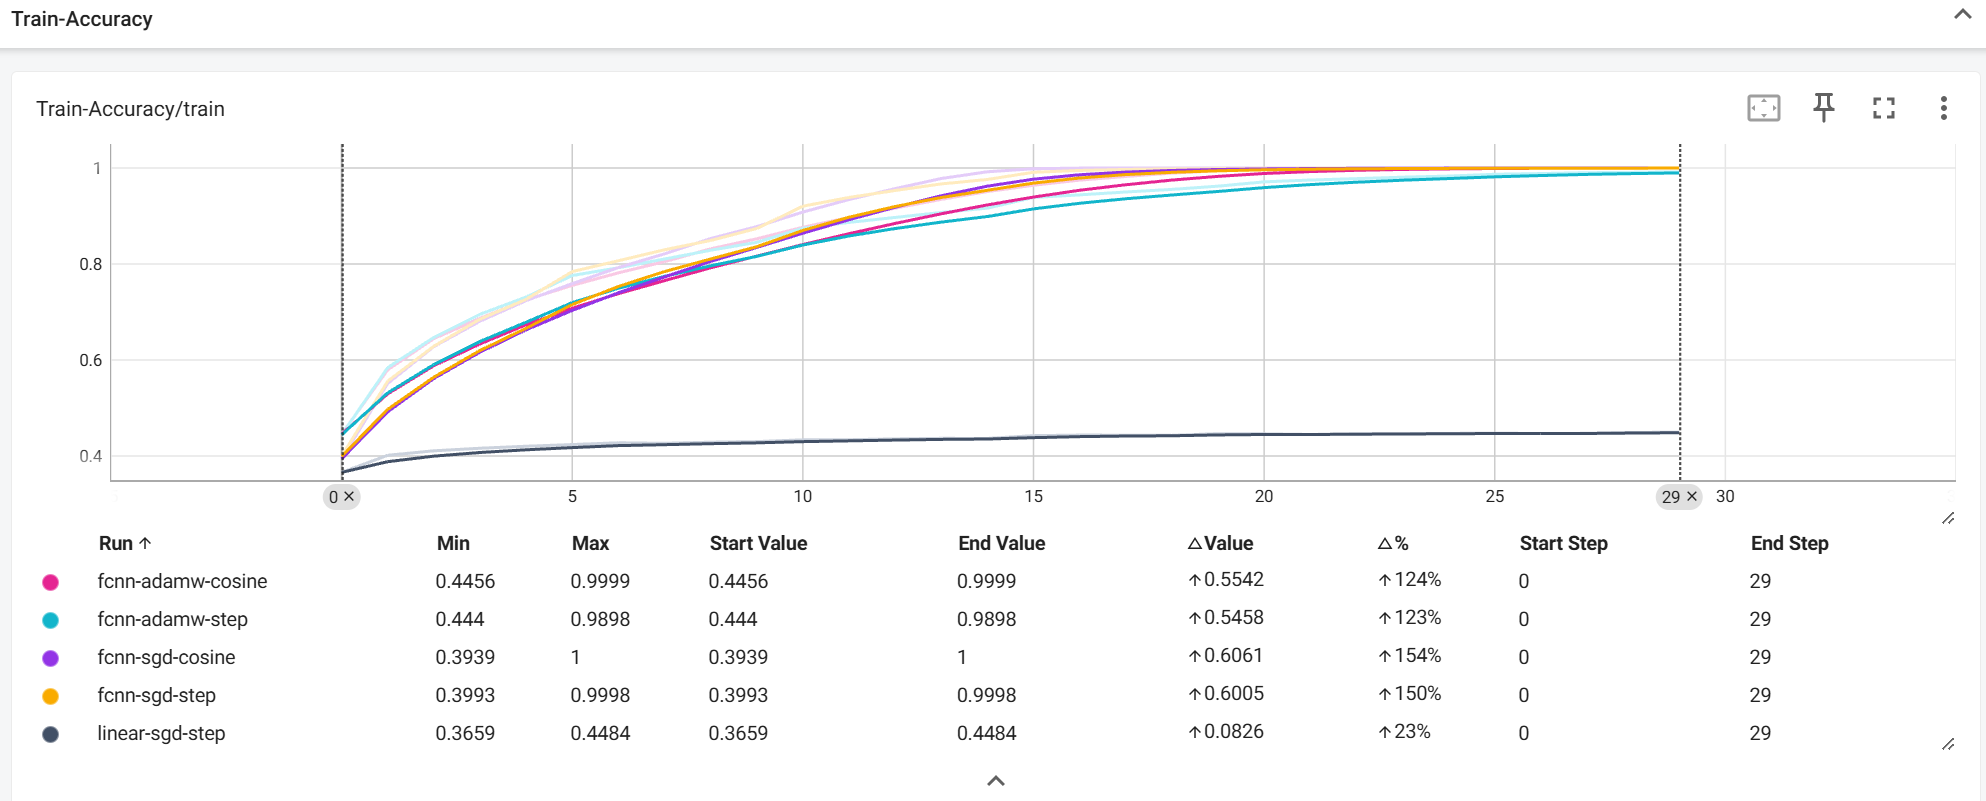 Train-Accuracy
Train-Accuracy/train
1
0.8
0.6
0.4
0 × 5 10 15 20 25 29 × 30
Run ↑ Min Max Start Value End Value △Value △% Start Step End Step
fcnn-adamw-cosine 0.4456 0.9999 0.4456 0.9999 ↑0.5542 ↑124% 0 29
fcnn-adamw-step 0.444 0.9898 0.444 0.9898 ↑0.5458 ↑123% 0 29
fcnn-sgd-cosine 0.3939 1 0.3939 1 ↑0.6061 ↑154% 0 29
fcnn-sgd-step 0.3993 0.9998 0.3993 0.9998 ↑0.6005 ↑150% 0 29
linear-sgd-step 0.3659 0.4484 0.3659 0.4484 ↑0.0826 ↑23% 0 29